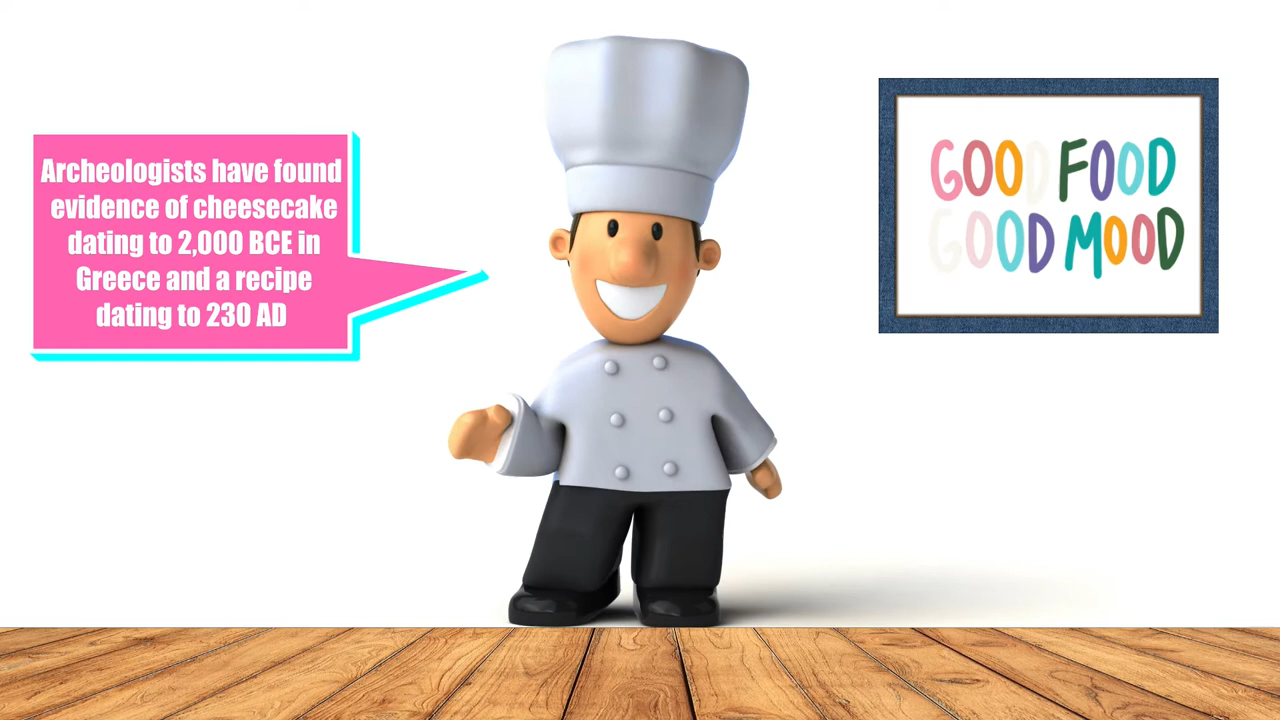 Archeologists have found
evidence of cheesecake
dating to 2,000 BCE in
Greece and a recipe
dating to 230 AD
GOOD FOOD
GOOD MOOD